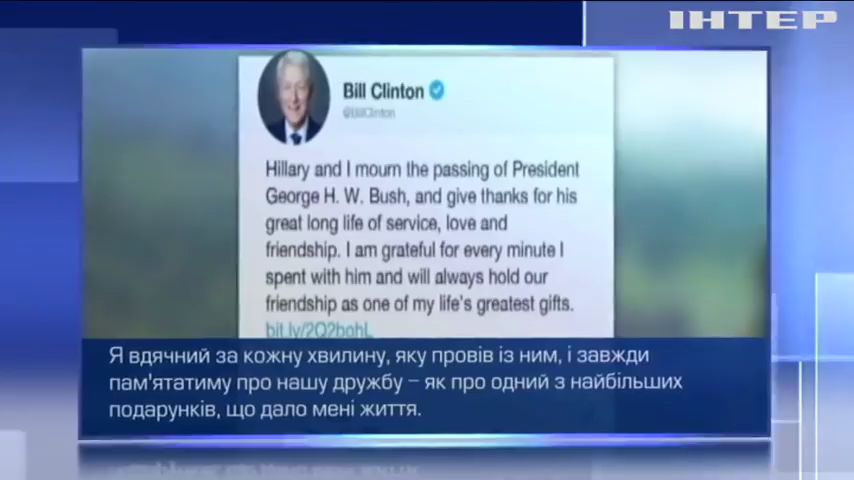 ІНТЕР
Bill Clinton
@BillClinton
Hillary and I mourn the passing of President
George H. W. Bush, and give thanks for his
great long life of service, love and
friendship. I am grateful for every minute I
spent with him and will always hold our
friendship as one of my life's greatest gifts.
bit.ly/2Q2bohL
Я вдячний за кожну хвилину, яку провів із ним, і завжди
пам'ятатиму про нашу дружбу – як про одний з найбільших
подарунків, що дало мені життя.